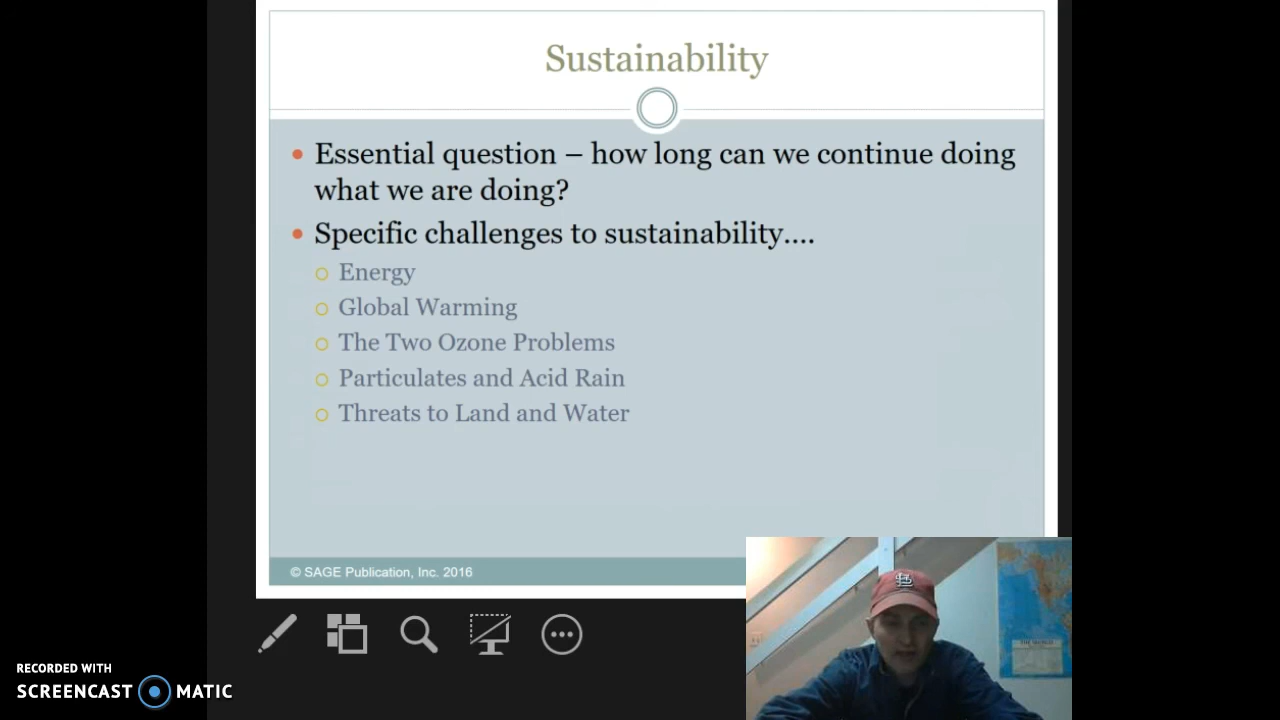 Sustainability
Essential question – how long can we continue doing
what we are doing?
Specific challenges to sustainability....
Energy
Global Warming
The Two Ozone Problems
Particulates and Acid Rain
Threats to Land and Water
© SAGE Publication, Inc. 2016
THE WORLD
RECORDED WITH
SCREENCAST MATIC